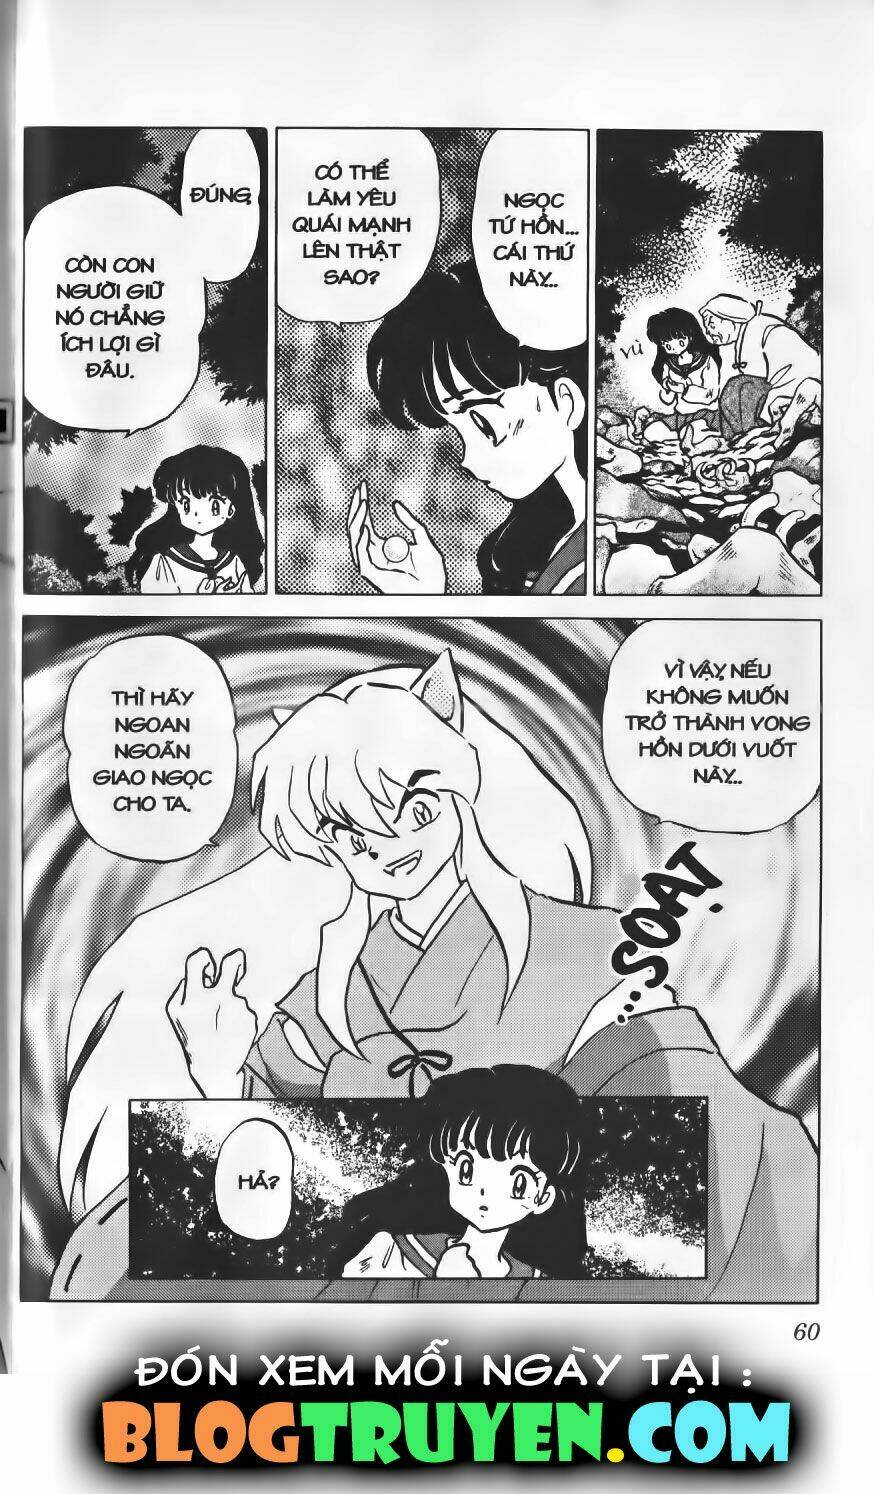 VÙ
NGỌC
TỨ HỒN...
CÁI THỨ
NÀY...
CÓ THỂ
LÀM YÊU
QUÁI MẠNH
LÊN THẬT
SAO?
ĐÚNG,
CÒN CON
NGƯỜI GIỮ
NÓ CHẲNG
ÍCH LỢI GÌ
ĐÂU.
VÌ VẬY, NẾU
KHÔNG MUỐN
TRỞ THÀNH VONG
HỒN DƯỚI VUỐT
NÀY...
...SOẠT
THÌ HÃY
NGOAN
NGOÃN
GIAO NGỌC
CHO TA.
HẢ?
60
ĐÓN XEM MỖI NGÀY TẠI :
BLOGTRUYEN.COM